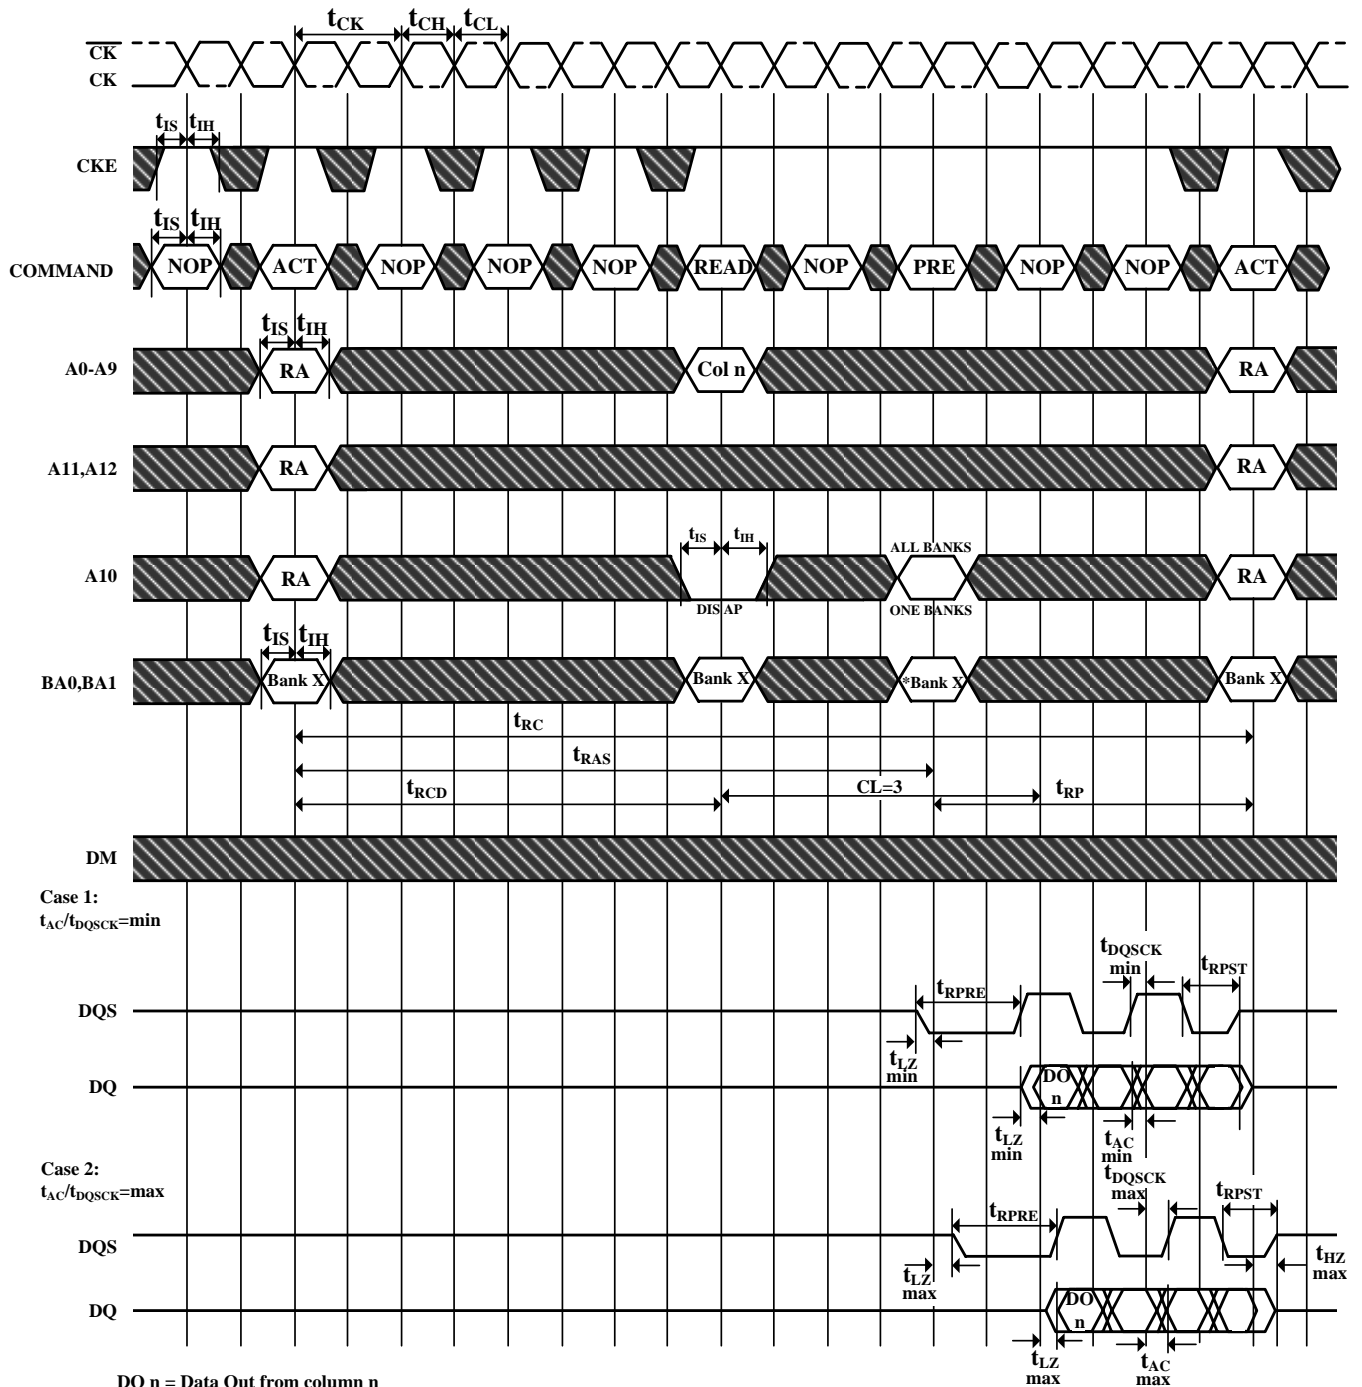 tCK tCH tCL
CK
CK
tIS tIH
CKE
tIS tIH
COMMAND NOP ACT NOP NOP NOP READ NOP PRE NOP NOP ACT
tIS tIH
A0-A9 RA Col n RA
A11,A12 RA RA
tIS tIH ALL BANKS
A10 RA RA
DIS AP ONE BANKS
tIS tIH
BA0,BA1 Bank X Bank X *Bank X Bank X
tRC
tRAS
tRCD CL=3 tRP
DM
Case 1:
tAC/tDQSCK=min
tDQSCK
min
tRPST
tRPRE
DQS
tLZ
min
DQ DO
n
tLZ
min
tAC
min
Case 2:
tAC/tDQSCK=max
tDQSCK
max
tRPST
tRPRE
DQS
tLZ
max
tHZ
max
DQ DO
n
tLZ
max
tAC
max
DO n = Data Out from column n